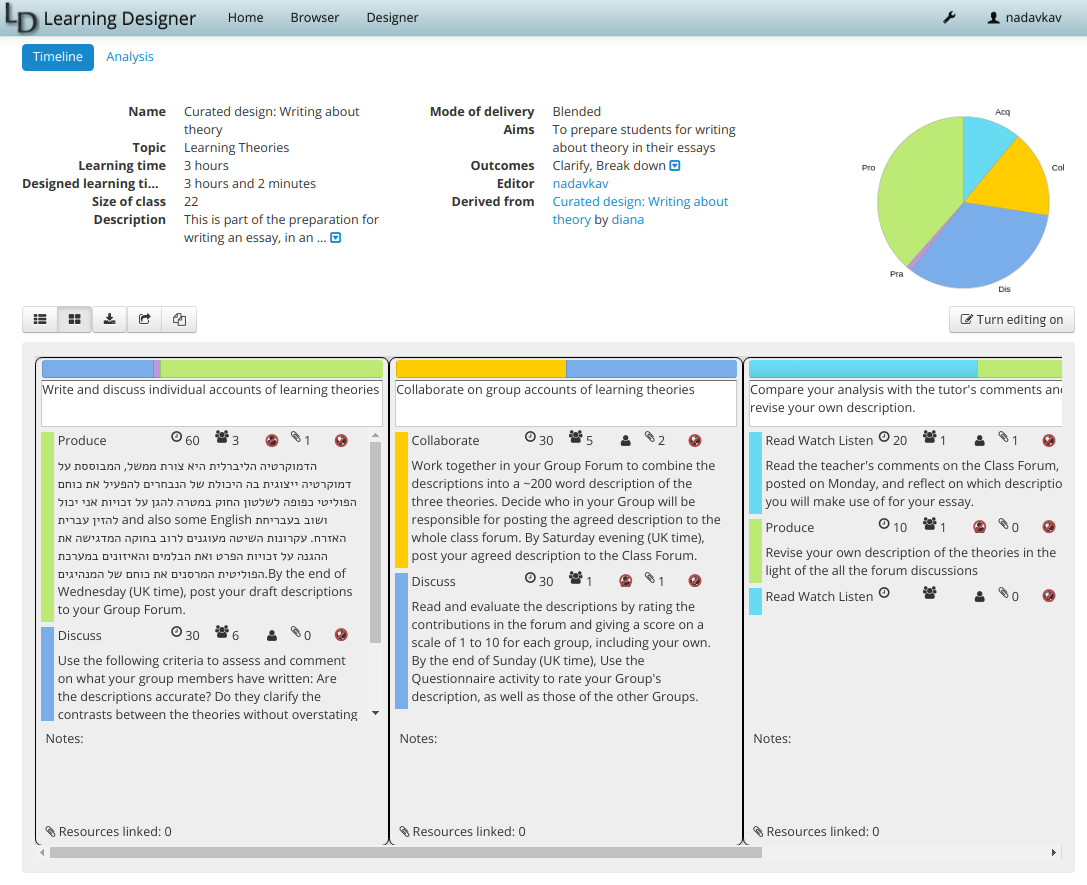 LD Learning Designer Home Browser Designer nadavkav
Timeline Analysis
Name Curated design: Writing about
theory
Topic Learning Theories
Learning time 3 hours
Designed learning ti... 3 hours and 2 minutes
Size of class 22
Description This is part of the preparation for
writing an essay, in an ...
Mode of delivery Blended
Aims To prepare students for writing
about theory in their essays
Outcomes Clarify, Break down
Editor nadavkav
Derived from Curated design: Writing about
theory by diana
Acq
Col
Dis
Pra
Pro
Turn editing on
Write and discuss individual accounts of learning theories
Produce 60 3 1
הדמוקרטיה הליברלית היא צורת ממשל, המבוססת על
דמוקרטיה ייצוגית בה היכולת של הנבחרים להפעיל את כוחם
הפוליטי כפופה לשלטון החוק במטרה להגן על זכויות אני יכול
להזין עברית and also some English ושוב בעבריחת
האזרח. עקרונות השיטה מעוגנים לרוב בחוקה המדגישה את
ההגנה על זכויות הפרט ואת הבלמים והאיזונים במערכת
הפוליטית המרסנים את כוחם של המנהיגים.By the end of
Wednesday (UK time), post your draft descriptions
to your Group Forum.
Discuss 30 6 0
Use the following criteria to assess and comment
on what your group members have written: Are
the descriptions accurate? Do they clarify the
contrasts between the theories without overstating
Notes:
Resources linked: 0
Collaborate on group accounts of learning theories
Collaborate 30 5 2
Work together in your Group Forum to combine the
descriptions into a ~200 word description of the
three theories. Decide who in your Group will be
responsible for posting the agreed description to the
whole class forum. By Saturday evening (UK time),
post your agreed description to the Class Forum.
Discuss 30 1 1
Read and evaluate the descriptions by rating the
contributions in the forum and giving a score on a
scale of 1 to 10 for each group, including your own.
By the end of Sunday (UK time), Use the
Questionnaire activity to rate your Group's
description, as well as those of the other Groups.
Notes:
Resources linked: 0
Compare your analysis with the tutor's comments an
revise your own description.
Read Watch Listen 20 1 1
Read the teacher's comments on the Class Forum,
posted on Monday, and reflect on which descriptio
you will make use of for your essay.
Produce 10 1 0
Revise your own description of the theories in the
light of the all the forum discussions
Read Watch Listen 0
Notes:
Resources linked: 0